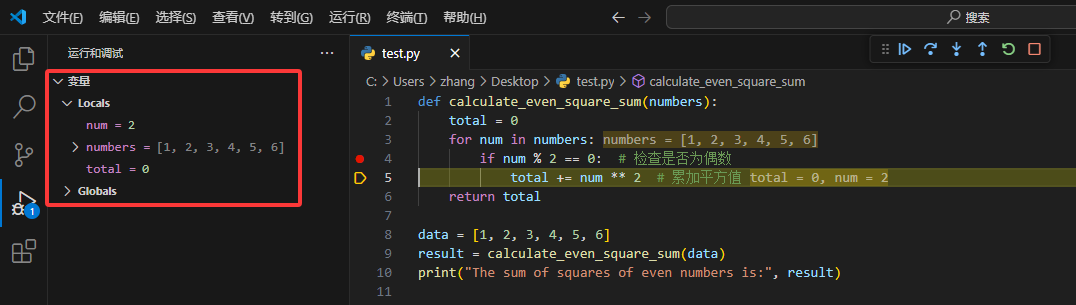 文件(F) 编辑(E) 选择(S) 查看(V) 转到(G) 运行(R) 终端(T) 帮助(H) 搜索
运行和调试
变量
Locals
num = 2
numbers = [1, 2, 3, 4, 5, 6]
total = 0
Globals
1
test.py
C: > Users > zhang > Desktop > test.py > calculate_even_square_sum
1 def calculate_even_square_sum(numbers):
2 total = 0
3 for num in numbers: numbers = [1, 2, 3, 4, 5, 6]
4 if num % 2 == 0: # 检查是否为偶数
5 total += num ** 2 # 累加平方值 total = 0, num = 2
6 return total
7
8 data = [1, 2, 3, 4, 5, 6]
9 result = calculate_even_square_sum(data)
10 print("The sum of squares of even numbers is:", result)
11